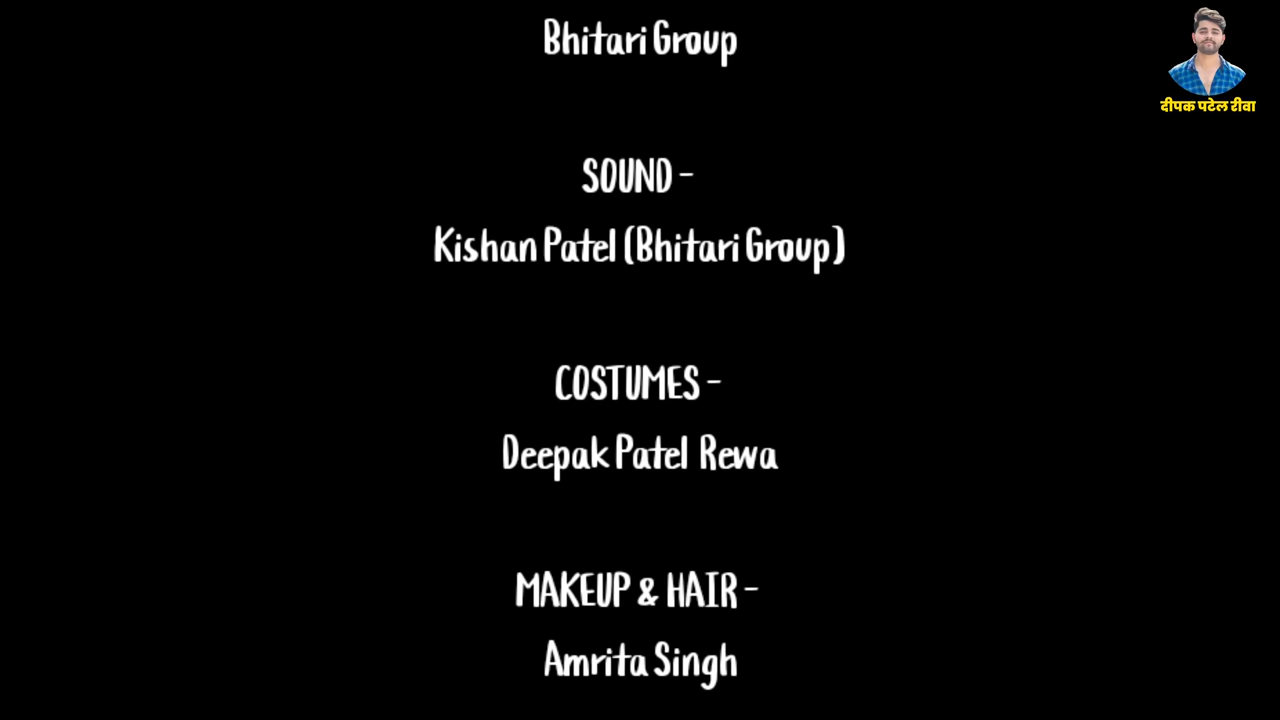 Bhitari Group
दीपक पटेल रीवा
SOUND -
Kishan Patel (Bhitari Group)
COSTUMES -
Deepak Patel Rewa
MAKEUP & HAIR -
Amrita Singh